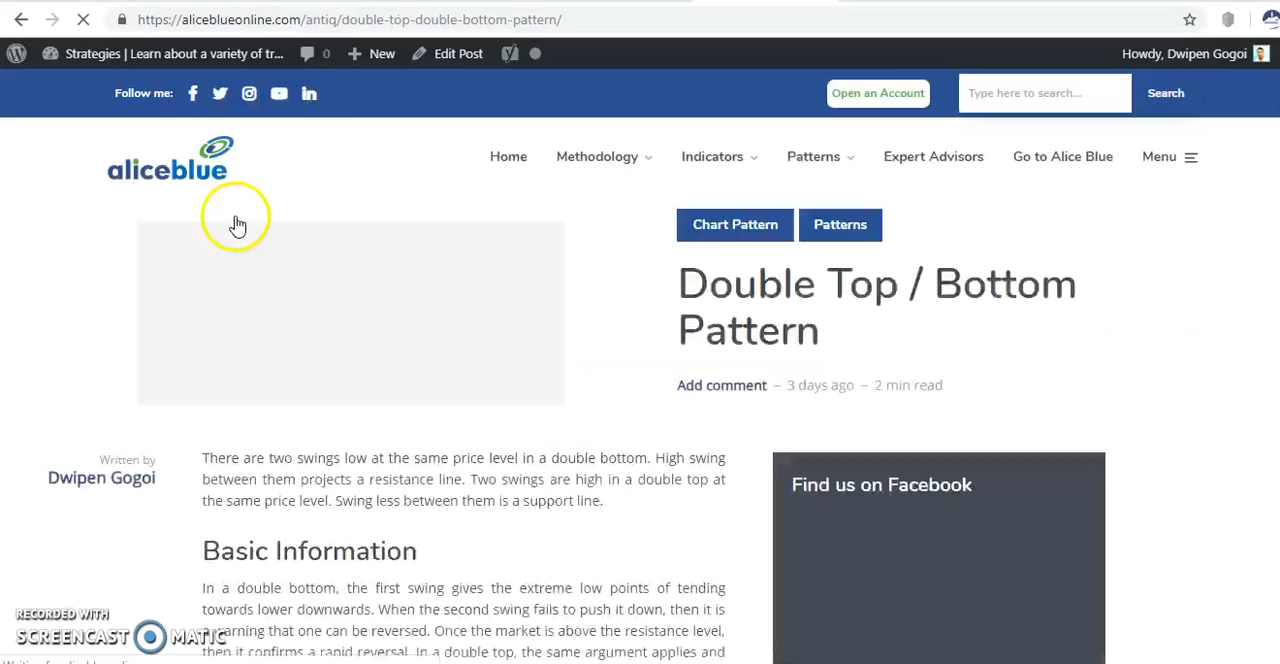 https://aliceblueonline.com/antiq/double-top-double-bottom-pattern/
Strategies | Learn about a variety of tr... 0 New Edit Post Howdy, Dwipen Gogoi
Follow me: Open an Account Type here to search... Search
aliceblue Home Methodology Indicators Patterns Expert Advisors Go to Alice Blue Menu
Chart Pattern Patterns
Double Top / Bottom
Pattern
Add comment – 3 days ago – 2 min read
Written by
Dwipen Gogoi
There are two swings low at the same price level in a double bottom. High swing
between them projects a resistance line. Two swings are high in a double top at
the same price level. Swing less between them is a support line.
Find us on Facebook
Basic Information
In a double bottom, the first swing gives the extreme low points of tending
towards lower downwards. When the second swing fails to push it down, then it is
warning that one can be reversed. Once the market is above the resistance level,
then it confirms a rapid reversal. In a double top, the same argument applies and
RECORDED WITH
SCREENCAST MATIC